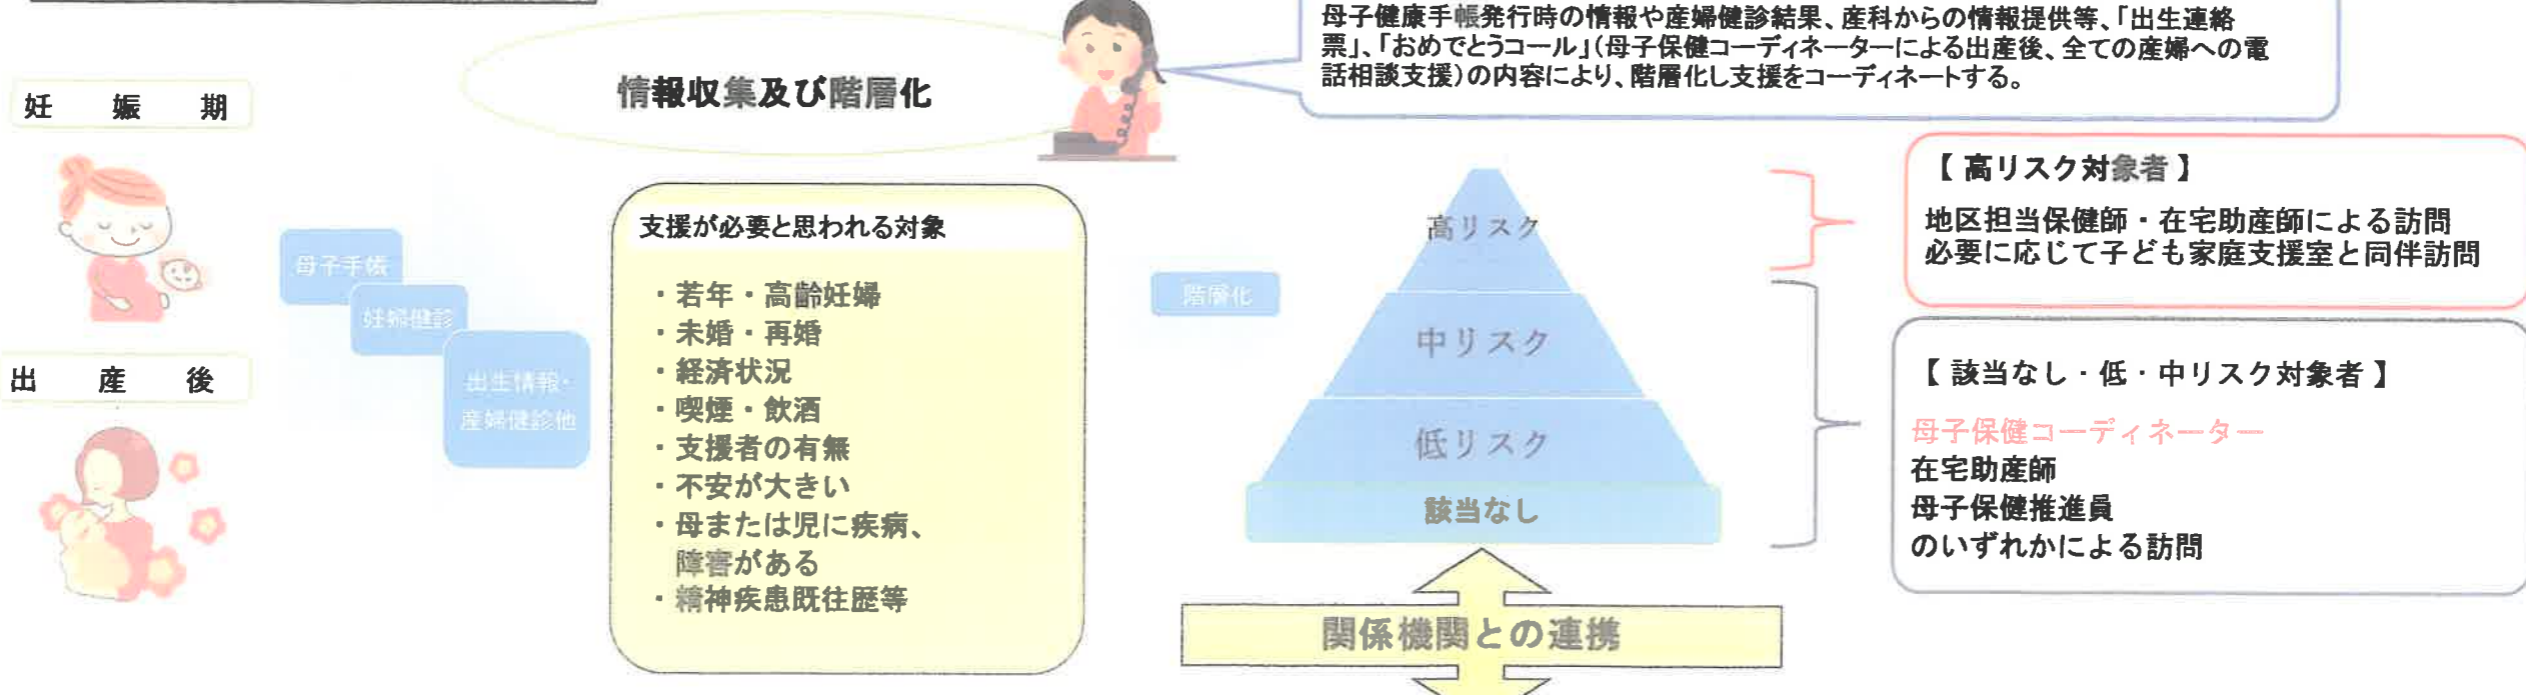 母子健康手帳発行時の情報や産婦健診結果、産科からの情報提供等、「出生連絡
票」、「おめでとうコール」(母子保健コーディネーターによる出産後、全ての産婦への電
話相談支援)の内容により、階層化し支援をコーディネートする。
情報収集及び階層化
妊娠期
出産後
母子手帳
妊婦健診
出生情報・
産婦健診他
支援が必要と思われる対象
・若年・高齢妊婦
・未婚・再婚
・経済状況
・喫煙・飲酒
・支援者の有無
・不安が大きい
・母または児に疾病、
障害がある
・精神疾患既往歴等
階層化
高リスク
中リスク
低リスク
該当なし
関係機関との連携
【高リスク対象者】
地区担当保健師・在宅助産師による訪問
必要に応じて子ども家庭支援室と同伴訪問
【該当なし・低・中リスク対象者】
母子保健コーディネーター
在宅助産師
母子保健推進員
のいずれかによる訪問